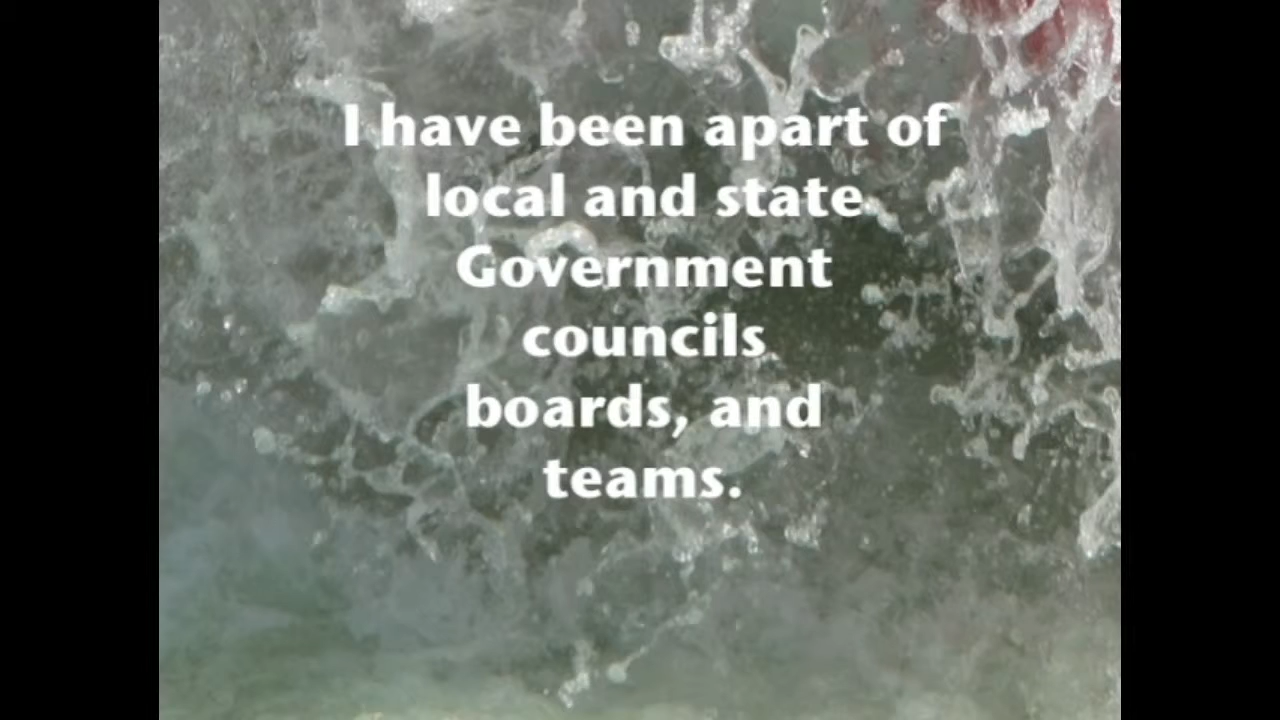 I have been apart of
local and state
Government
councils
boards, and
teams.